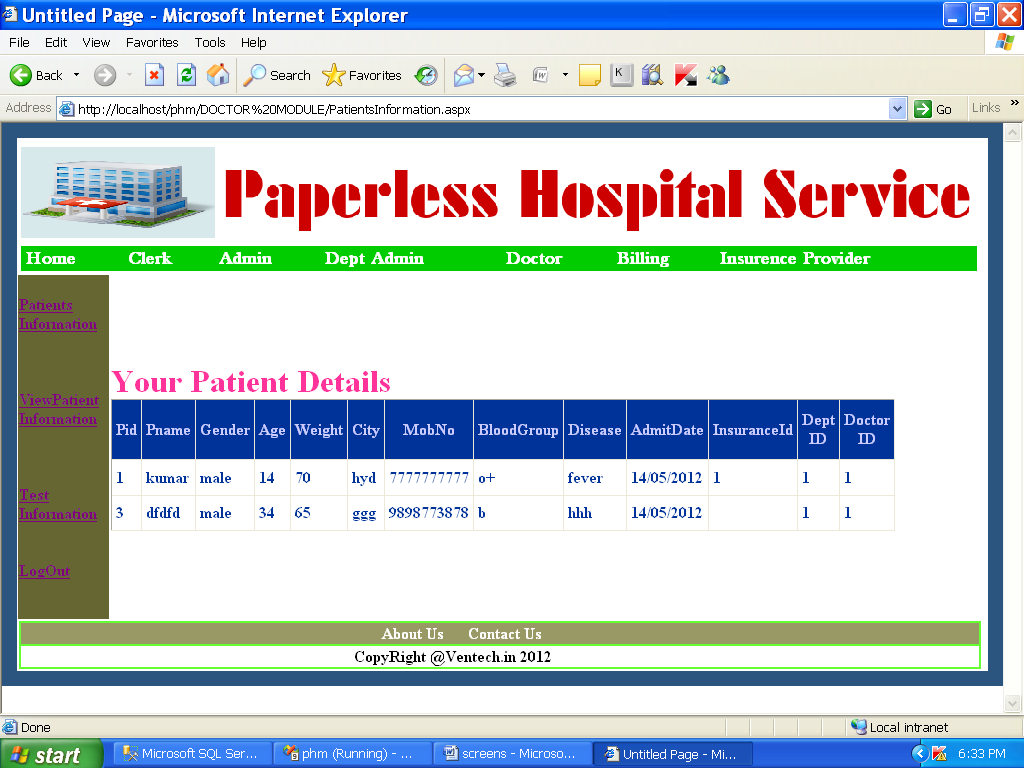 Untitled Page - Microsoft Internet Explorer
File Edit View Favorites Tools Help
Back Search Favorites
Address http://localhost/phm/DOCTOR%20MODULE/PatientsInformation.aspx Go Links »
Paperless Hospital Service
Home Clerk Admin Dept Admin Doctor Billing Insurence Provider
Patients
Information
ViewPatient
Information
Test
Information
LogOut
Your Patient Details
Pid Pname Gender Age Weight City MobNo BloodGroup Disease AdmitDate InsuranceId Dept ID Doctor ID
1 kumar male 14 70 hyd 7777777777 o+ fever 14/05/2012 1 1 1
3 dfdfd male 34 65 ggg 9898773878 b hhh 14/05/2012 1 1
About Us Contact Us
CopyRight @Ventech.in 2012
Done Local intranet
start Microsoft SQL Ser... phm (Running) - ... screens - Microso... Untitled Page - Mi... 6:33 PM